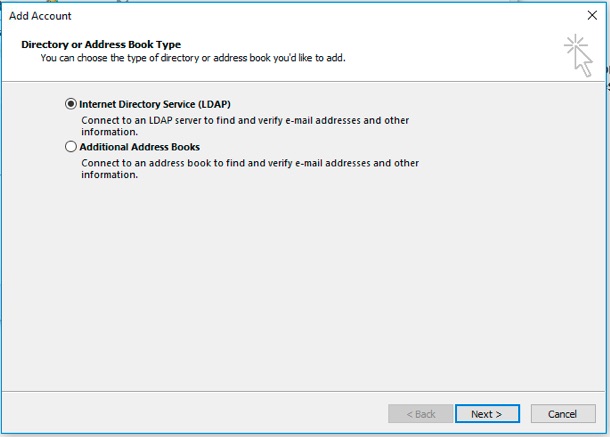 Add Account
Directory or Address Book Type
You can choose the type of directory or address book you'd like to add.
Internet Directory Service (LDAP)
Connect to an LDAP server to find and verify e-mail addresses and other
information.
Additional Address Books
Connect to an address book to find and verify e-mail addresses and other
information.
< Back
Next >
Cancel